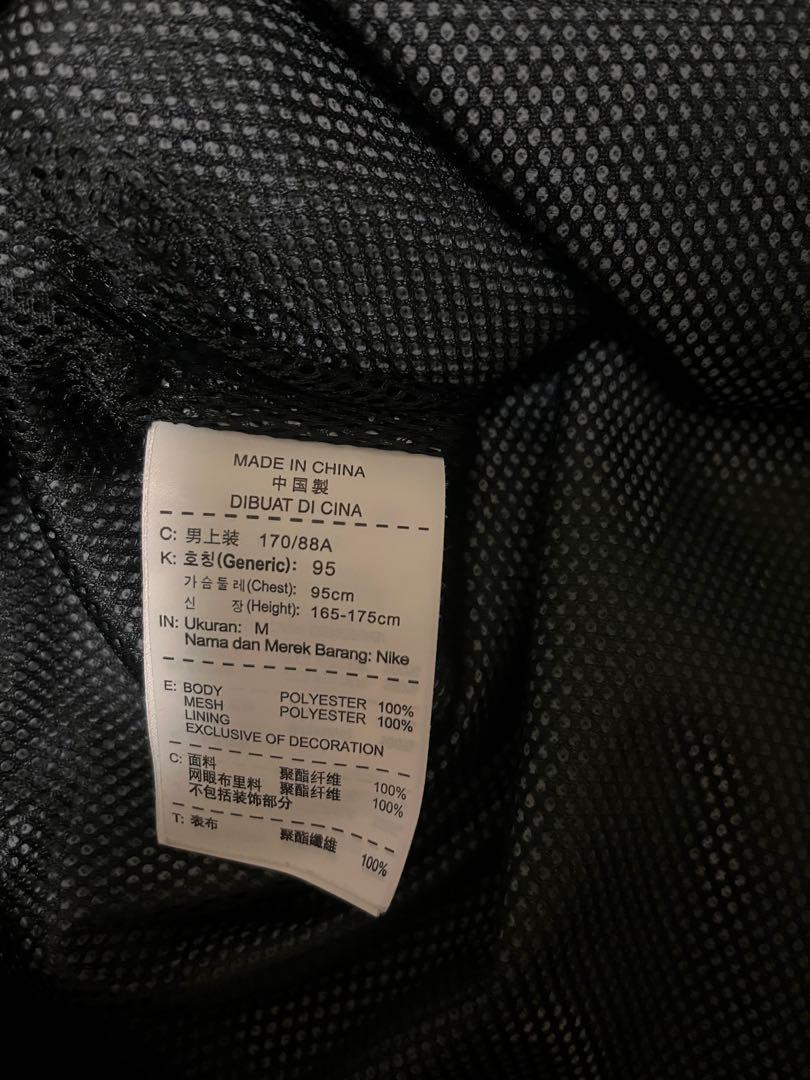 MADE IN CHINA
中国製
DIBUAT DI CINA
C: 男上装 170/88A
K: 호칭(Generic): 95
가슴둘레(Chest): 95cm
신 장(Height): 165-175cm
IN: Ukuran: M
Nama dan Merek Barang: Nike
E: BODY POLYESTER 100%
MESH POLYESTER 100%
LINING
EXCLUSIVE OF DECORATION
C: 面料 聚酯纤维 100%
网眼布里料 聚酯纤维 100%
不包括装饰部分
T: 表布 聚酯纖維 100%